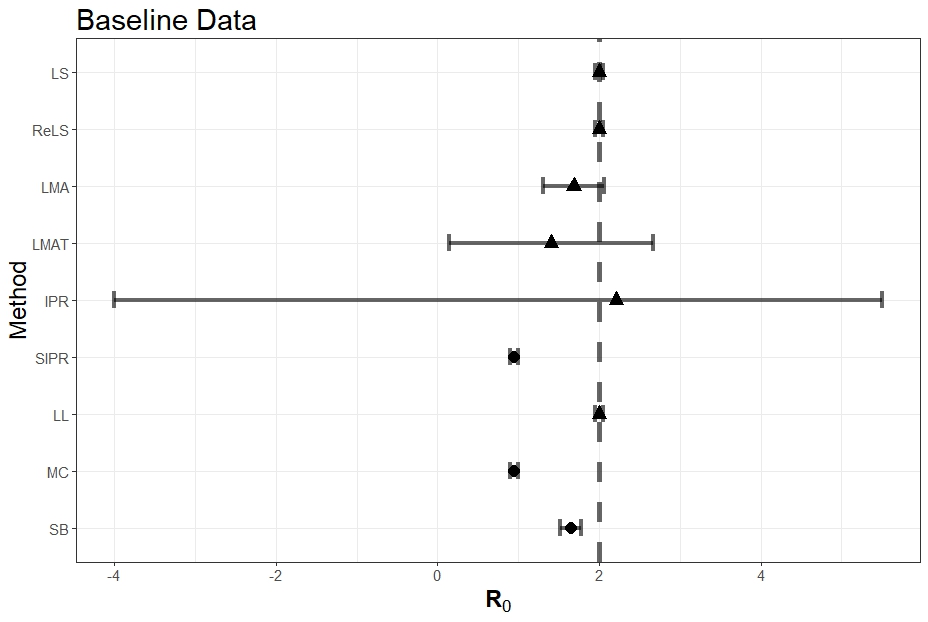 Baseline Data
Method
LS
ReLS
LMA
LMAT
IPR
SIPR
LL
MC
SB
-4 -2 0 2 4
R₀